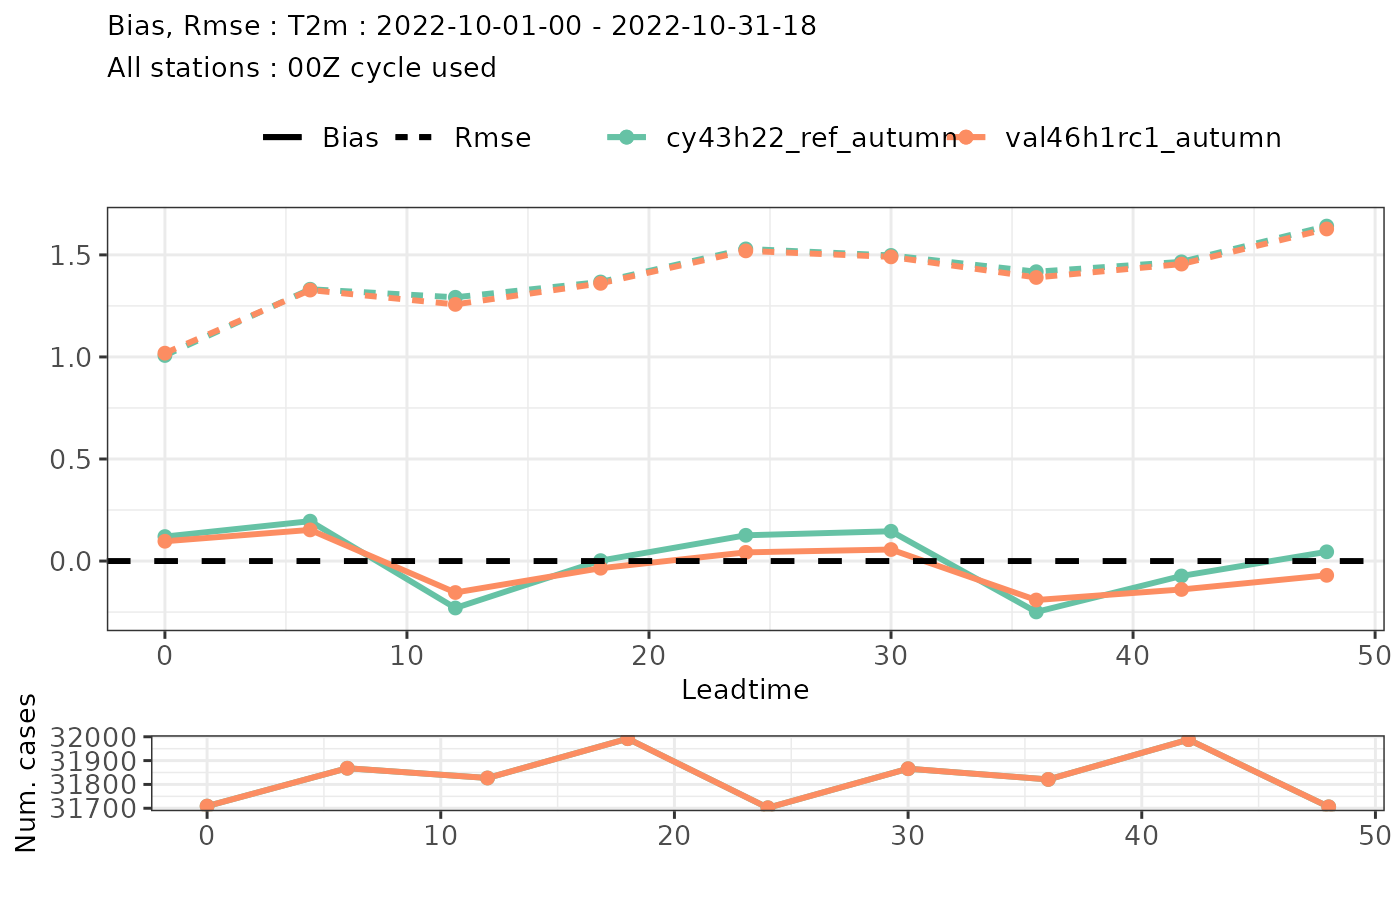 Bias, Rmse : T2m : 2022-10-01-00 - 2022-10-31-18
All stations : 00Z cycle used
Bias Rmse cy43h22_ref_autumn val46h1rc1_autumn
1.5
1.0
0.5
0.0
0 10 20 30 40 50
Leadtime
Num. cases
32000
31900
31800
31700
0 10 20 30 40 50